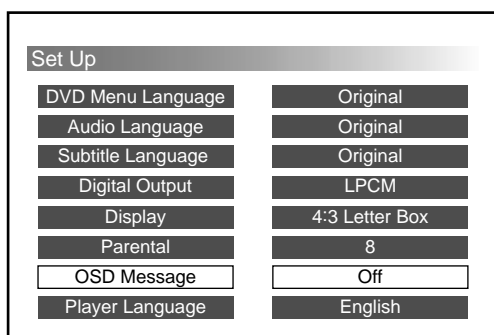 Set Up
DVD Menu Language Original
Audio Language Original
Subtitle Language Original
Digital Output LPCM
Display 4:3 Letter Box
Parental 8
OSD Message Off
Player Language English